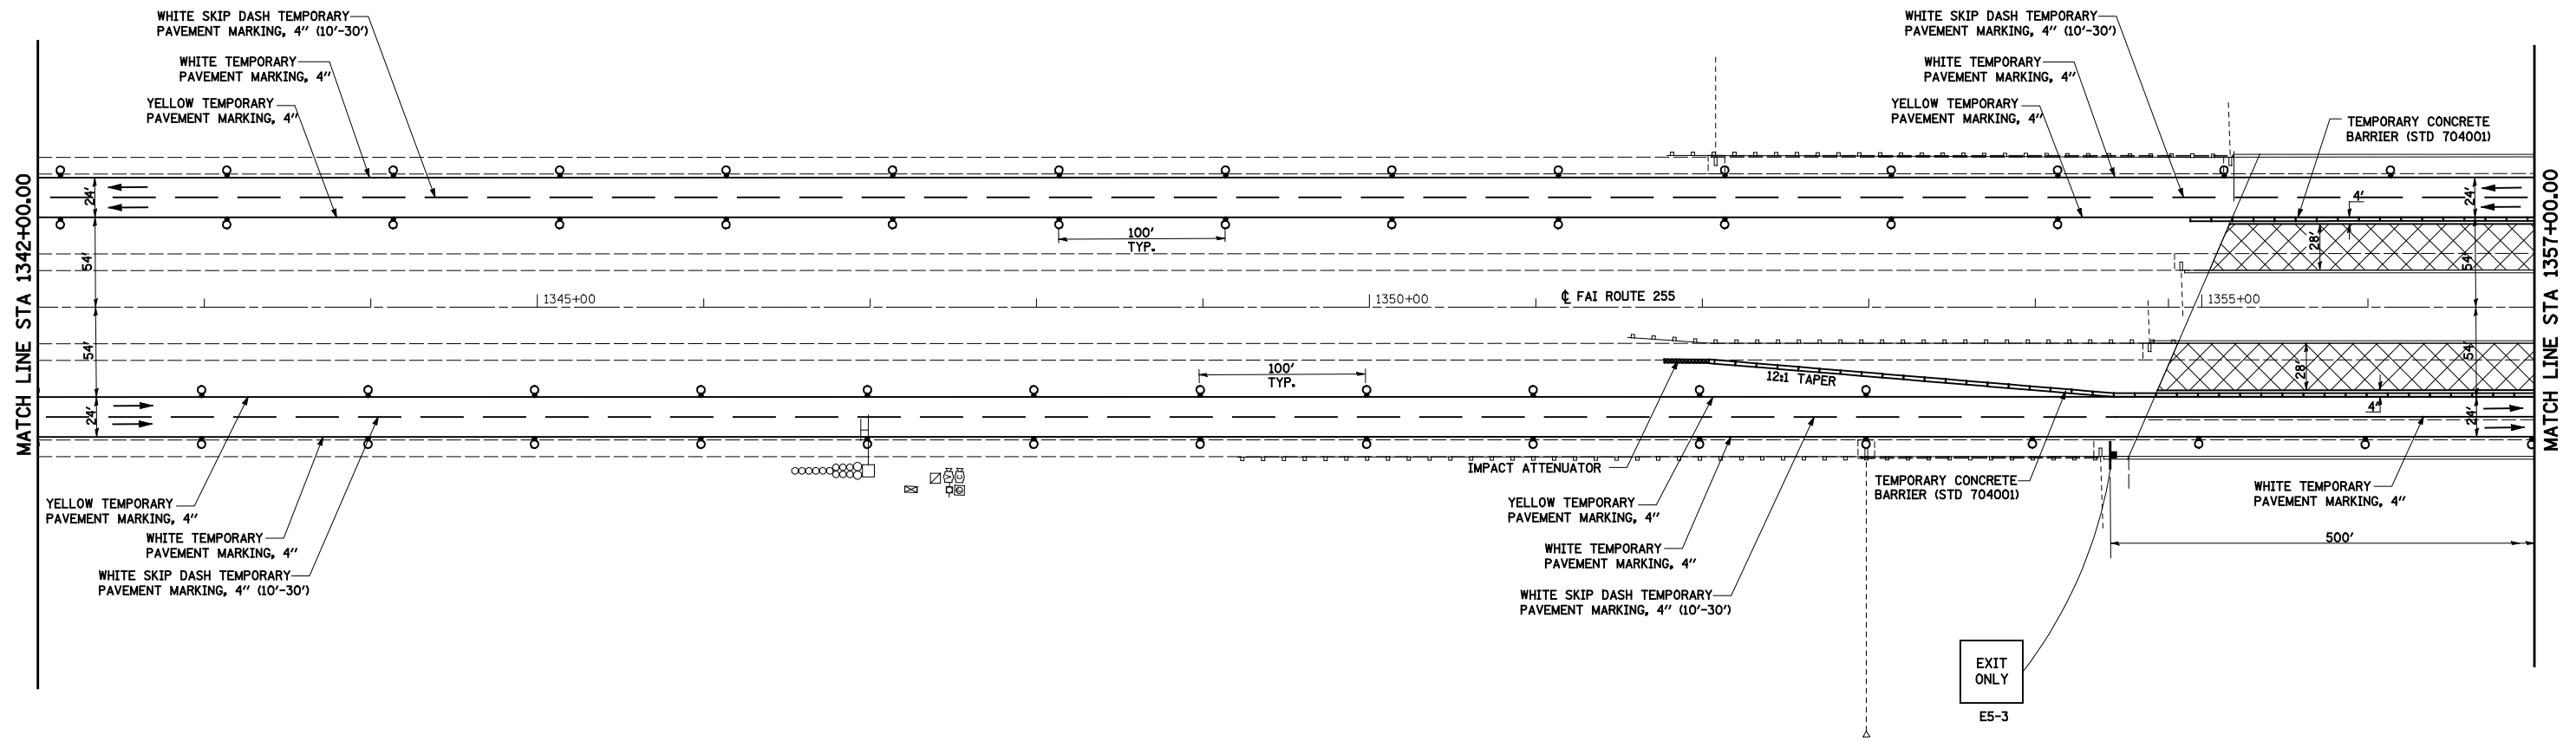 WHITE SKIP DASH TEMPORARY
PAVEMENT MARKING, 4" (10'-30')
WHITE TEMPORARY
PAVEMENT MARKING, 4"
YELLOW TEMPORARY
PAVEMENT MARKING, 4"
WHITE SKIP DASH TEMPORARY
PAVEMENT MARKING, 4" (10'-30')
WHITE TEMPORARY
PAVEMENT MARKING, 4"
YELLOW TEMPORARY
PAVEMENT MARKING, 4"
TEMPORARY CONCRETE
BARRIER (STD 704001)
MATCH LINE STA 1342+00.00
MATCH LINE STA 1357+00.00
24'
54'
54'
24'
100'
TYP.
4'
24'
28'
54'
1345+00
1350+00
℄ FAI ROUTE 255
1355+00
100'
TYP.
12:1 TAPER
28'
54'
4'
24'
IMPACT ATTENUATOR
TEMPORARY CONCRETE
BARRIER (STD 704001)
WHITE TEMPORARY
PAVEMENT MARKING, 4"
YELLOW TEMPORARY
PAVEMENT MARKING, 4"
WHITE TEMPORARY
PAVEMENT MARKING, 4"
WHITE SKIP DASH TEMPORARY
PAVEMENT MARKING, 4" (10'-30')
YELLOW TEMPORARY
PAVEMENT MARKING, 4"
WHITE TEMPORARY
PAVEMENT MARKING, 4"
WHITE SKIP DASH TEMPORARY
PAVEMENT MARKING, 4" (10'-30')
500'
EXIT
ONLY
E5-3